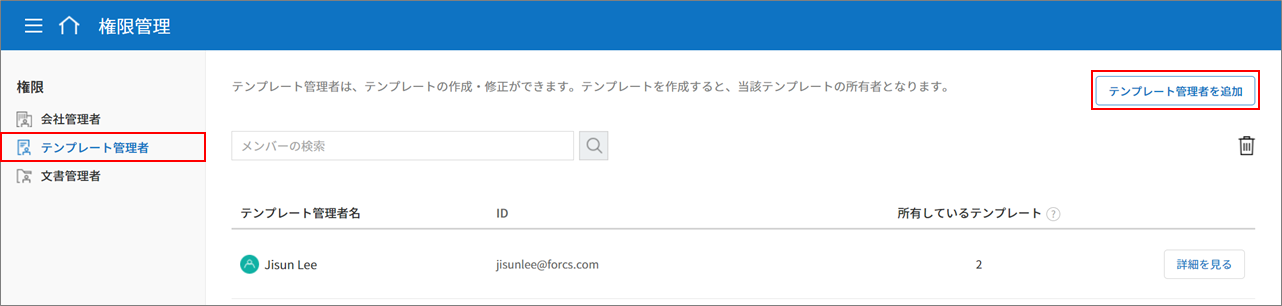 権限管理
権限
会社管理者
テンプレート管理者
文書管理者
テンプレート管理者は、テンプレートの作成・修正ができます。テンプレートを作成すると、当該テンプレートの所有者となります。
テンプレート管理者を追加
メンバーの検索
テンプレート管理者名 ID 所有しているテンプレート ?
Jisun Lee jisunlee@forcs.com 2 詳細を見る